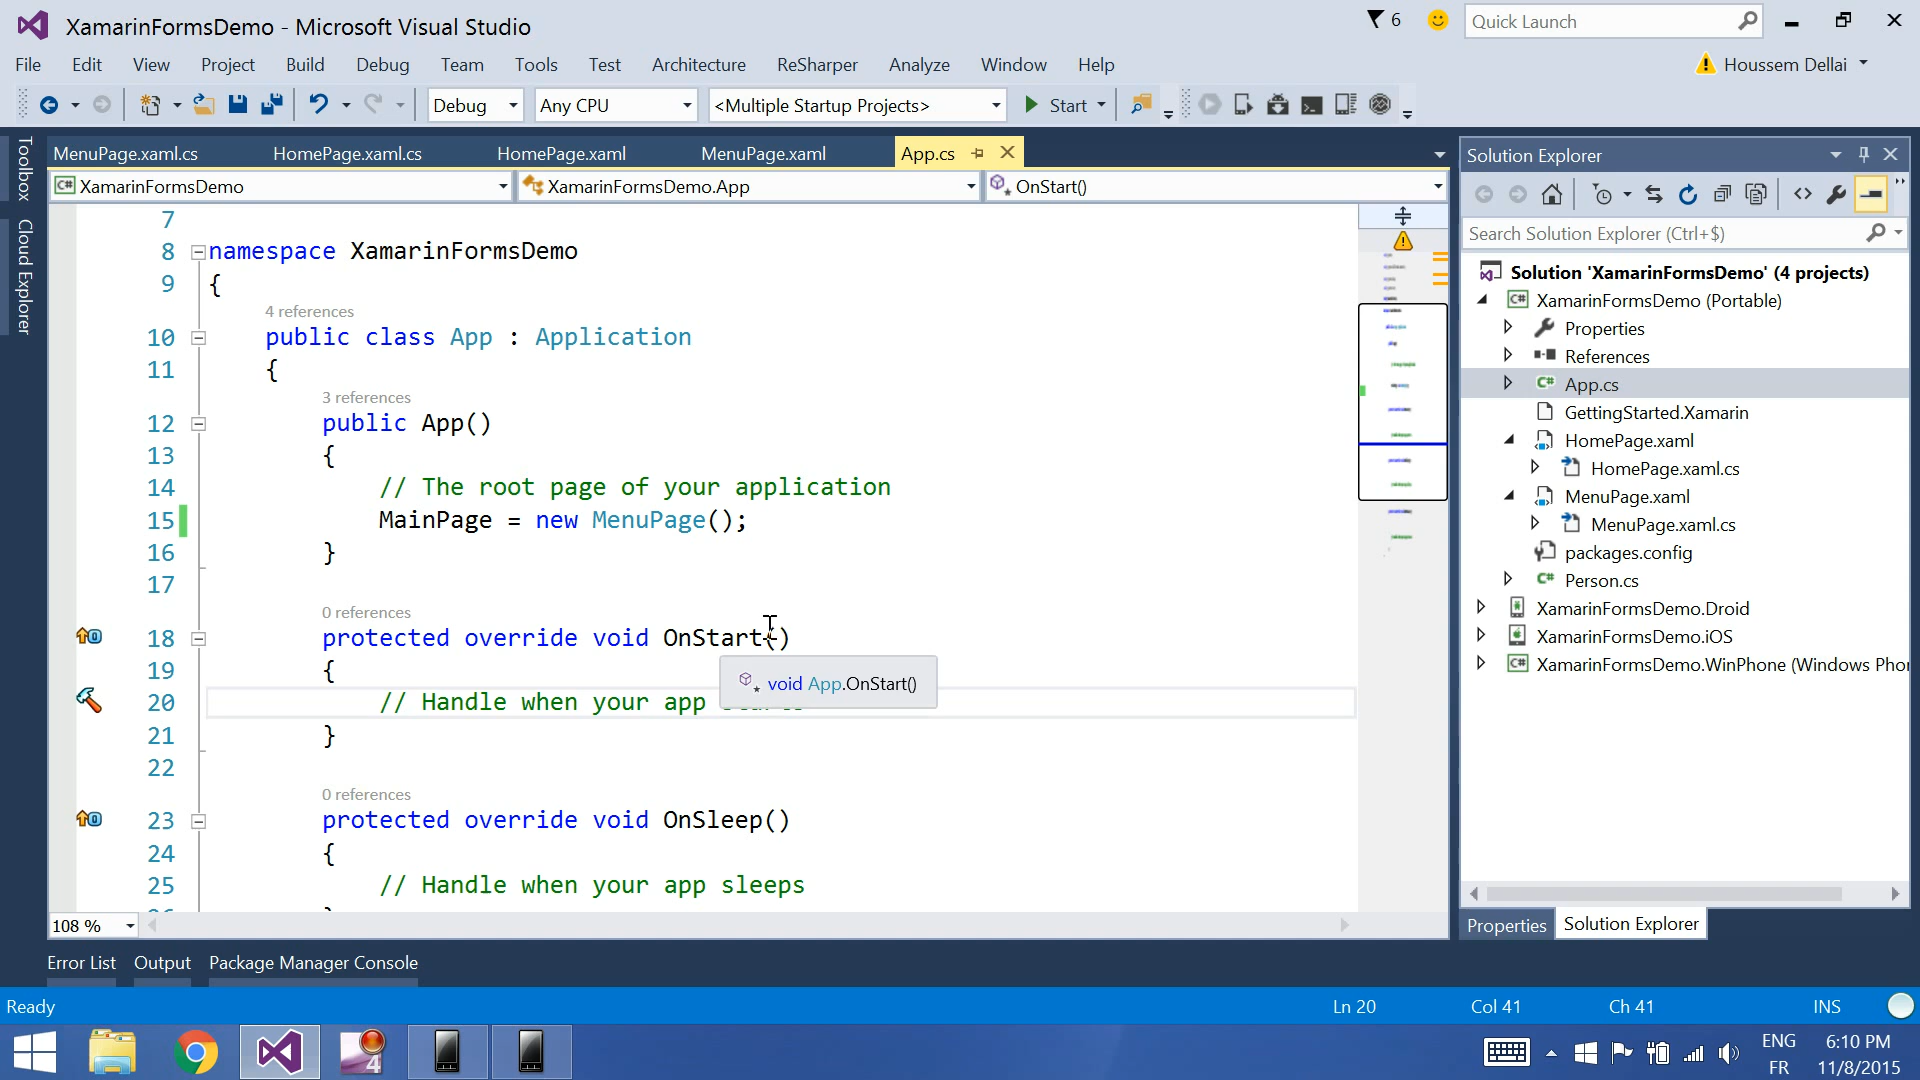 XamarinFormsDemo - Microsoft Visual Studio
6
Quick Launch
File Edit View Project Build Debug Team Tools Test Architecture ReSharper Analyze Window Help
Houssem Dellai
Debug
Any CPU
<Multiple Startup Projects>
Start
Toolbox
Cloud Explorer
MenuPage.xaml.cs HomePage.xaml.cs HomePage.xaml MenuPage.xaml App.cs
XamarinFormsDemo
XamarinFormsDemo.App
OnStart()
7
8 namespace XamarinFormsDemo
9 {
4 references
10 public class App : Application
11 {
3 references
12 public App()
13 {
14 // The root page of your application
15 MainPage = new MenuPage();
16 }
17
0 references
18 protected override void OnStart()
19 {
void App.OnStart()
20 // Handle when your app
21 }
22
0 references
23 protected override void OnSleep()
24 {
25 // Handle when your app sleeps
108 %
Solution Explorer
Search Solution Explorer (Ctrl+$)
Solution 'XamarinFormsDemo' (4 projects)
XamarinFormsDemo (Portable)
Properties
References
App.cs
GettingStarted.Xamarin
HomePage.xaml
HomePage.xaml.cs
MenuPage.xaml
MenuPage.xaml.cs
packages.config
Person.cs
XamarinFormsDemo.Droid
XamarinFormsDemo.iOS
XamarinFormsDemo.WinPhone (Windows Pho
Properties Solution Explorer
Error List Output Package Manager Console
Ready
Ln 20 Col 41 Ch 41 INS
4
ENG
FR
6:10 PM
11/8/2015